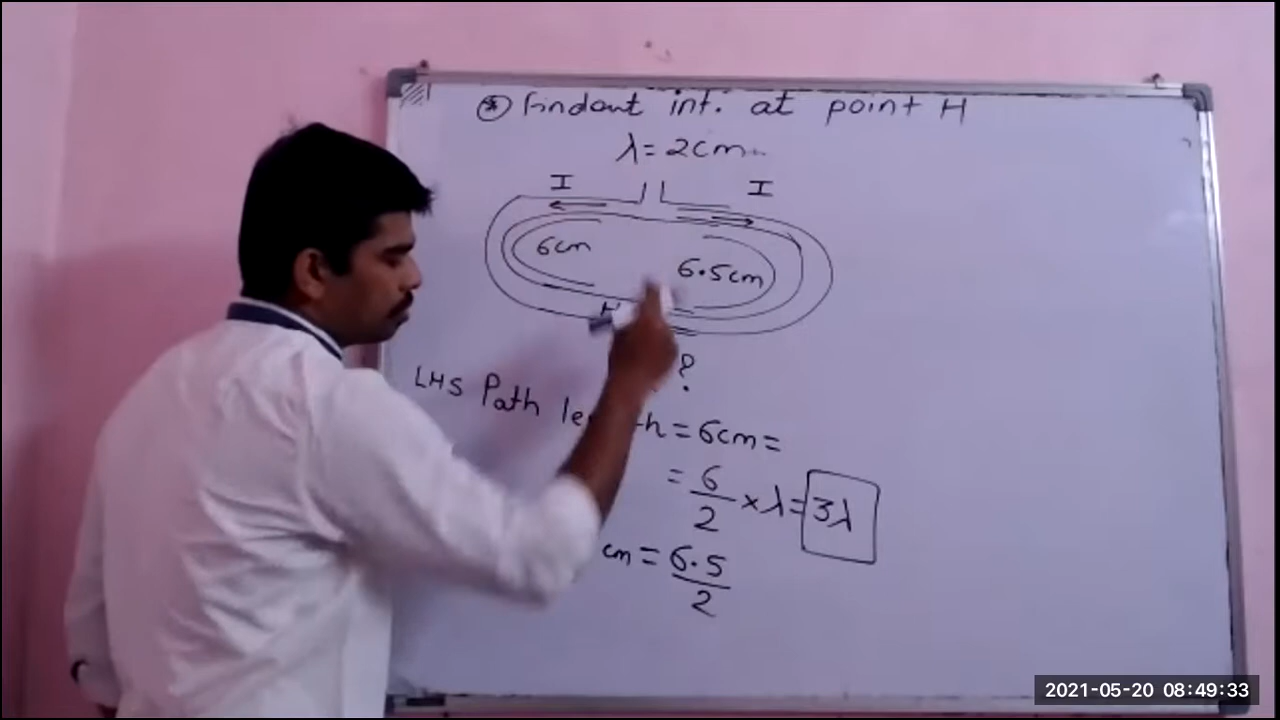 * Findout int. at point H
λ = 2cm
I I
6cm 6.5cm
H
?
LHS Path = 6cm =
= 6/2 × λ = 3λ
cm = 6.5/2
2021-05-20 08:49:33